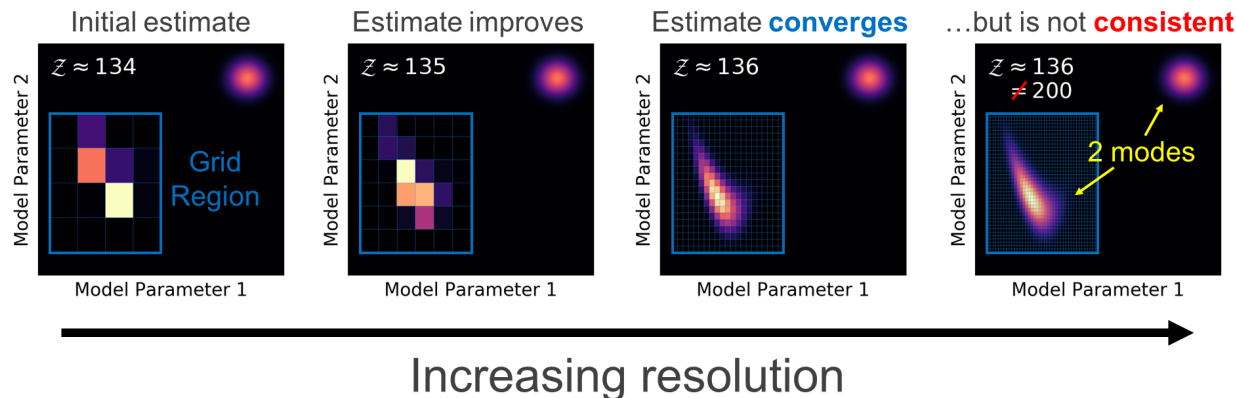 Initial estimate
Estimate improves
Estimate converges
…but is not consistent
Model Parameter 2
𝒵 ≈ 134
Grid
Region
Model Parameter 1
Model Parameter 2
𝒵 ≈ 135
Model Parameter 1
Model Parameter 2
𝒵 ≈ 136
Model Parameter 1
Model Parameter 2
𝒵 ≈ 136
≠ 200
2 modes
Model Parameter 1
Increasing resolution